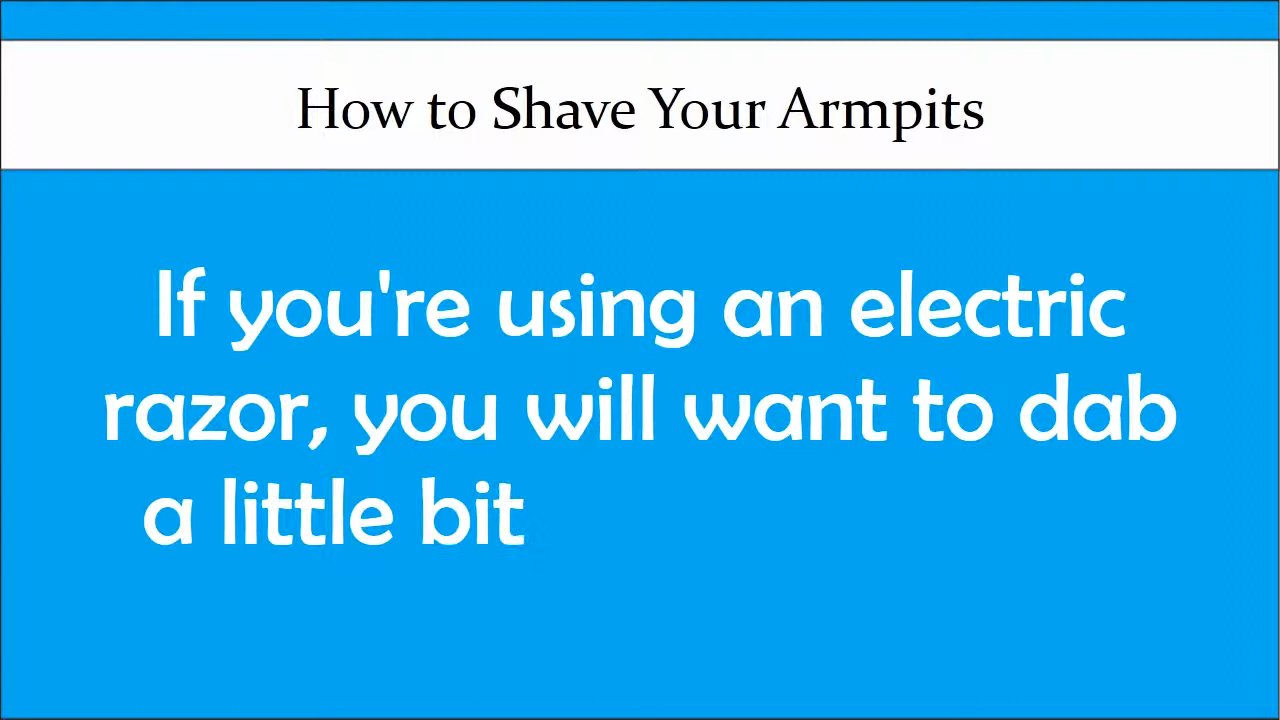 How to Shave Your Armpits
If you're using an electric
razor, you will want to dab
a little bit